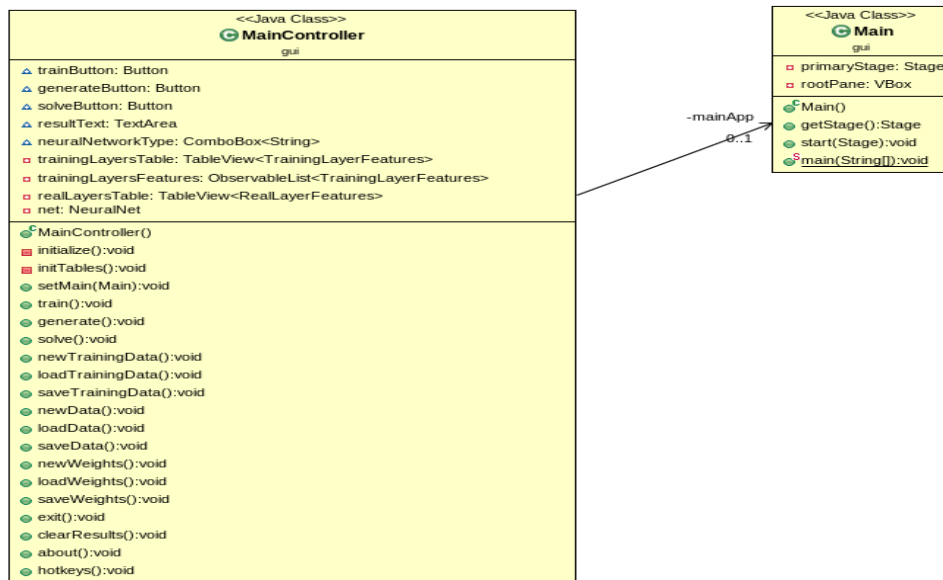 <<Java Class>>
C MainController
gui
trainButton: Button
generateButton: Button
solveButton: Button
resultText: TextArea
neuralNetworkType: ComboBox<String>
trainingLayersTable: TableView<TrainingLayerFeatures>
trainingLayersFeatures: ObservableList<TrainingLayerFeatures>
realLayersTable: TableView<RealLayerFeatures>
net: NeuralNet
C MainController()
initialize():void
initTables():void
setMain(Main):void
train():void
generate():void
solve():void
newTrainingData():void
loadTrainingData():void
saveTrainingData():void
newData():void
loadData():void
saveData():void
newWeights():void
loadWeights():void
saveWeights():void
exit():void
clearResults():void
about():void
hotkeys():void
-mainApp
0..1
<<Java Class>>
C Main
gui
primaryStage: Stage
rootPane: VBox
C Main()
getStage():Stage
start(Stage):void
S main(String[]):void